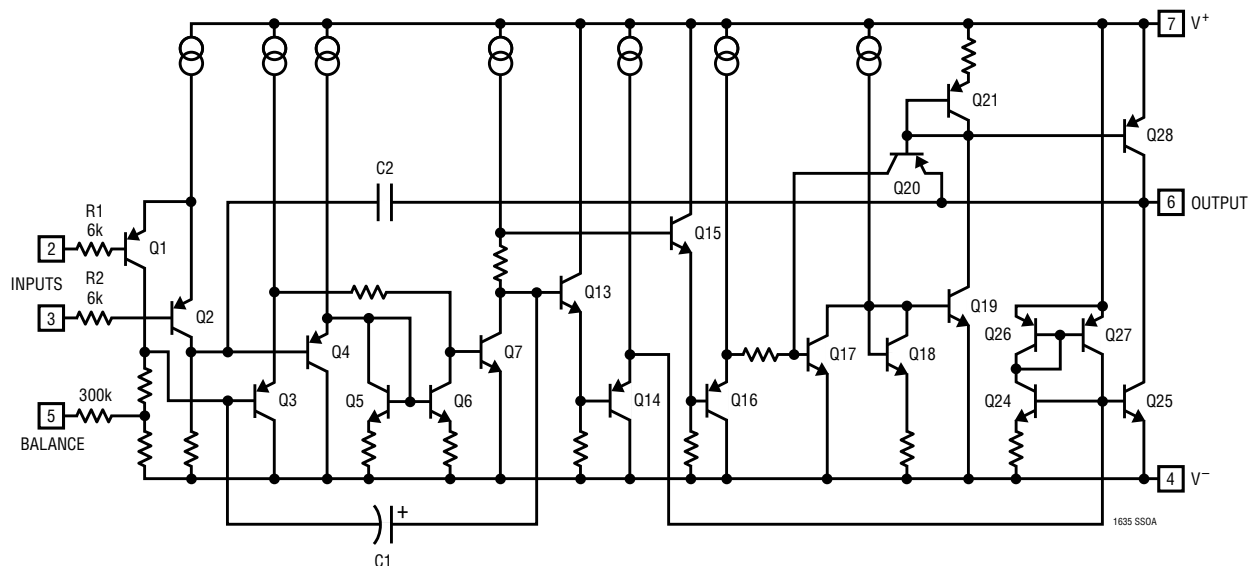 7 V+
Q21
Q28
C2
Q20
6 OUTPUT
R1
6k
2
Q1
Q15
INPUTS
R2
6k
3
Q2
Q13
Q19
Q26
Q27
Q4
Q7
Q17
Q18
300k
5
BALANCE
Q3
Q5
Q6
Q14
Q16
Q24
Q25
4 V−
+
C1
1635 SSOA